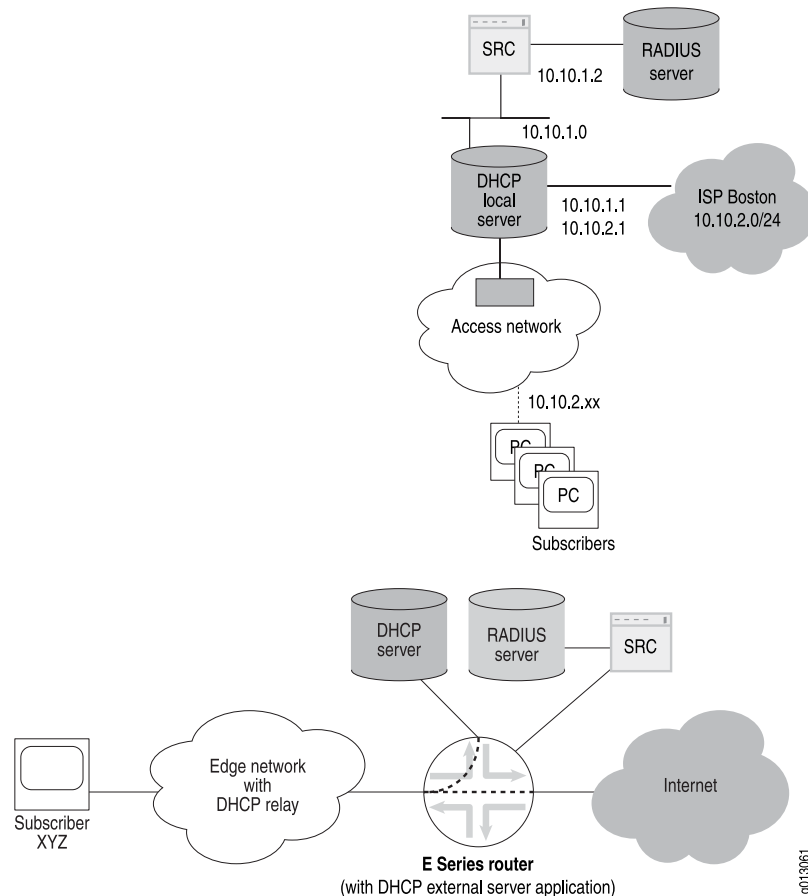 SRC
RADIUS
server
10.10.1.2
10.10.1.0
DHCP
local
server
10.10.1.1
10.10.2.1
ISP Boston
10.10.2.0/24
Access network
10.10.2.xx
PC
PC
PC
Subscribers
DHCP
server
RADIUS
server
SRC
Edge network
with
DHCP relay
Internet
Subscriber
XYZ
E Series router
(with DHCP external server application)
g013061